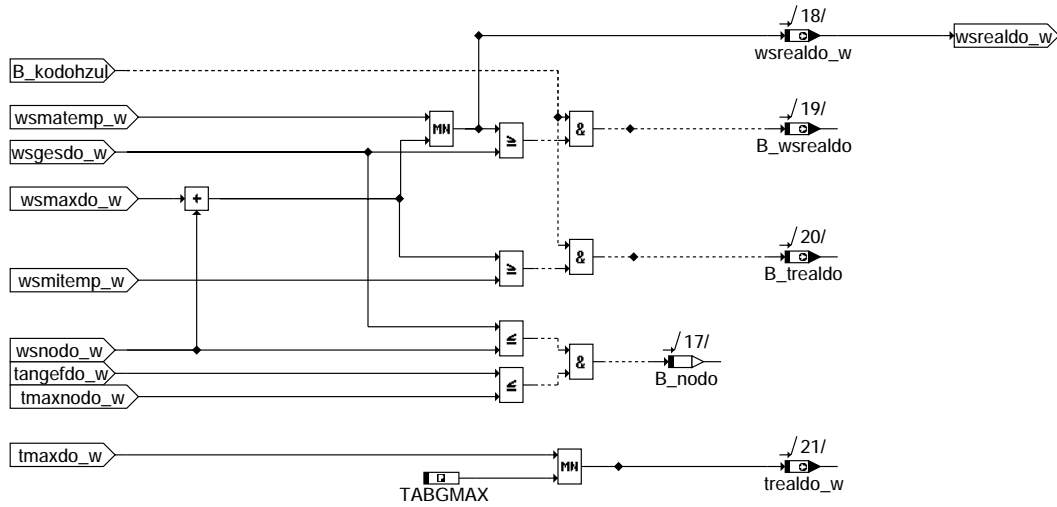 / 18/
wsrealdo_w
wsrealdo_w
B_kodohzul
wsmatemp_w
MN
&
/ 19/
B_wsrealdo
wsgesdo_w
≥
wsmaxdo_w
+
/ 20/
&
B_trealdo
wsmitemp_w
≥
wsnodo_w
≤
/ 17/
&
B_nodo
tangefdo_w
≤
tmaxnodo_w
tmaxdo_w
MN
/ 21/
trealdo_w
P
TABGMAX